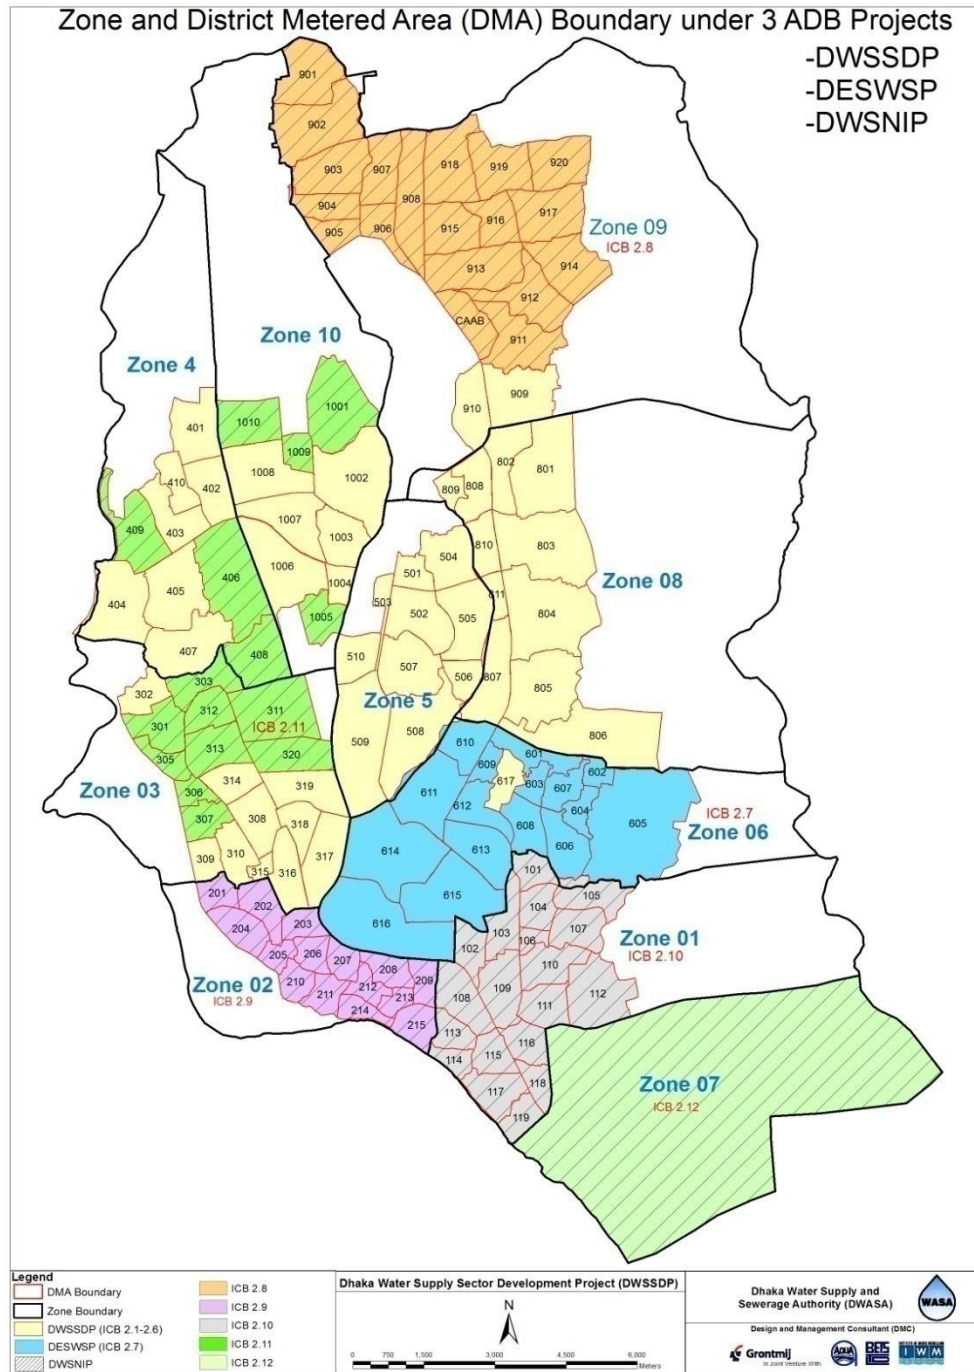 Zone and District Metered Area (DMA) Boundary under 3 ADB Projects
-DWSSDP
-DESWSP
-DWSNIP
901
902
903
907
918
919
920
904
908
905
906
915
916
917
Zone 09
ICB 2.8
913
914
912
CAAB
911
Zone 10
Zone 4
910
909
1001
401
1010
1009
1008
1002
410
402
802
801
809
808
409
403
1007
1003
504
810
803
406
1006
501
404
405
1004
503
502
811
Zone 08
1005
505
804
407
408
510
507
506
807
805
303
302
Zone 5
311
312
301
ICB 2.11
509
508
806
313
320
305
610
609
601
602
314
319
617
603
607
Zone 03
306
611
612
604
605
ICB 2.7
Zone 06
307
308
318
608
309
310
317
614
613
606
315
316
101
201
202
615
105
104
203
616
103
107
Zone 01
ICB 2.10
204
102
106
205
206
207
208
209
110
Zone 02
ICB 2.9
210
212
109
211
213
108
111
112
214
215
113
116
114
115
118
117
119
Zone 07
ICB 2.12
Legend
DMA Boundary
Zone Boundary
DWSSDP (ICB 2.1-2.6)
DESWSP (ICB 2.7)
DWSNIP
ICB 2.8
ICB 2.9
ICB 2.10
ICB 2.11
ICB 2.12
Dhaka Water Supply Sector Development Project (DWSSDP)
N
0 750 1,500 3,000 4,500 6,000
Meters
Dhaka Water Supply and
Sewerage Authority (DWASA)
WASA
Design and Management Consultant (DMC)
Grontmij
in Joint Venture With
AQUA
BETS
IWM